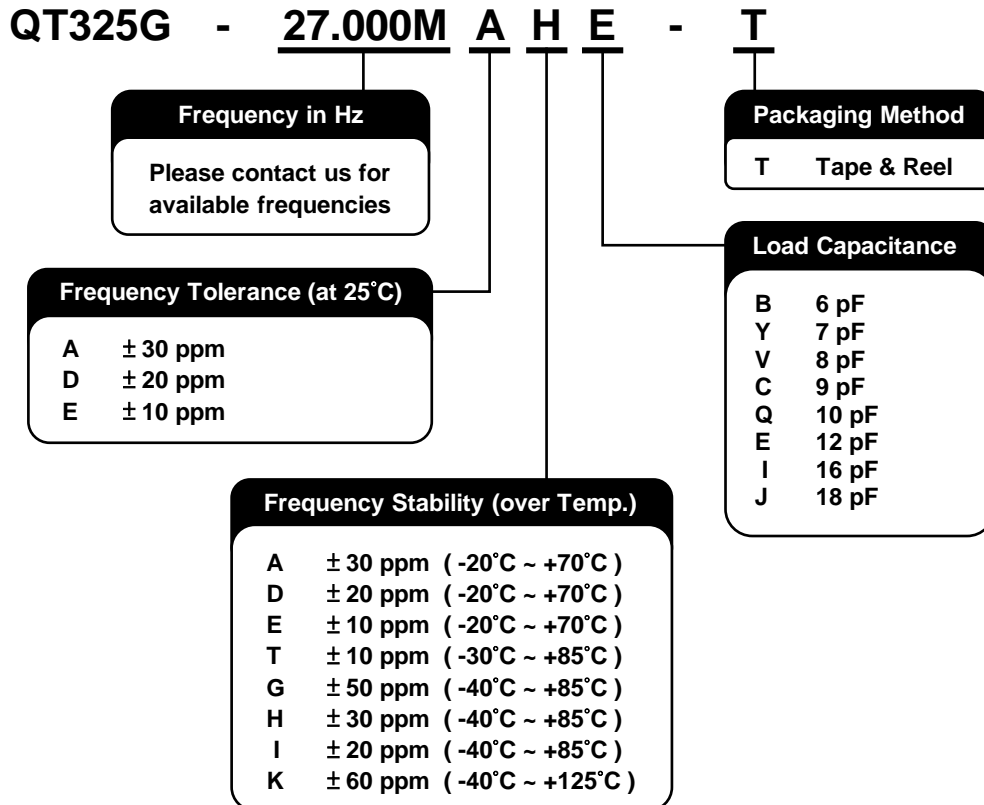 QT325G - 27.000M A H E - T
Frequency in Hz
Please contact us for
available frequencies
Packaging Method
T Tape & Reel
Load Capacitance
B 6 pF
Y 7 pF
V 8 pF
C 9 pF
Q 10 pF
E 12 pF
I 16 pF
J 18 pF
Frequency Tolerance (at 25˚C)
A ± 30 ppm
D ± 20 ppm
E ± 10 ppm
Frequency Stability (over Temp.)
A ± 30 ppm ( -20˚C ~ +70˚C )
D ± 20 ppm ( -20˚C ~ +70˚C )
E ± 10 ppm ( -20˚C ~ +70˚C )
T ± 10 ppm ( -30˚C ~ +85˚C )
G ± 50 ppm ( -40˚C ~ +85˚C )
H ± 30 ppm ( -40˚C ~ +85˚C )
I ± 20 ppm ( -40˚C ~ +85˚C )
K ± 60 ppm ( -40˚C ~ +125˚C )